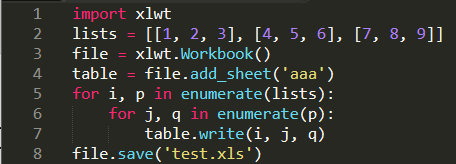 1 import xlwt
2 lists = [[1, 2, 3], [4, 5, 6], [7, 8, 9]]
3 file = xlwt.Workbook()
4 table = file.add_sheet('aaa')
5 for i, p in enumerate(lists):
6     for j, q in enumerate(p):
7         table.write(i, j, q)
8 file.save('test.xls')